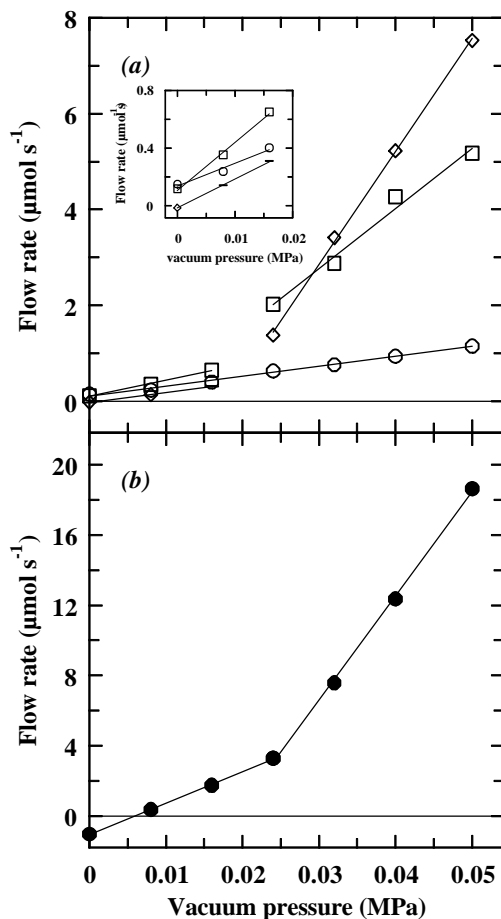 8
(a)
0.8
0.4
0
Flow rate (µmol s
-1
)
0
0.01
0.02
vacuum pressure (MPa)
6
4
2
0
Flow rate (µmol s⁻¹)
20
(b)
16
12
8
4
0
Flow rate (µmol s⁻¹)
0 0.01 0.02 0.03 0.04 0.05
Vacuum pressure (MPa)